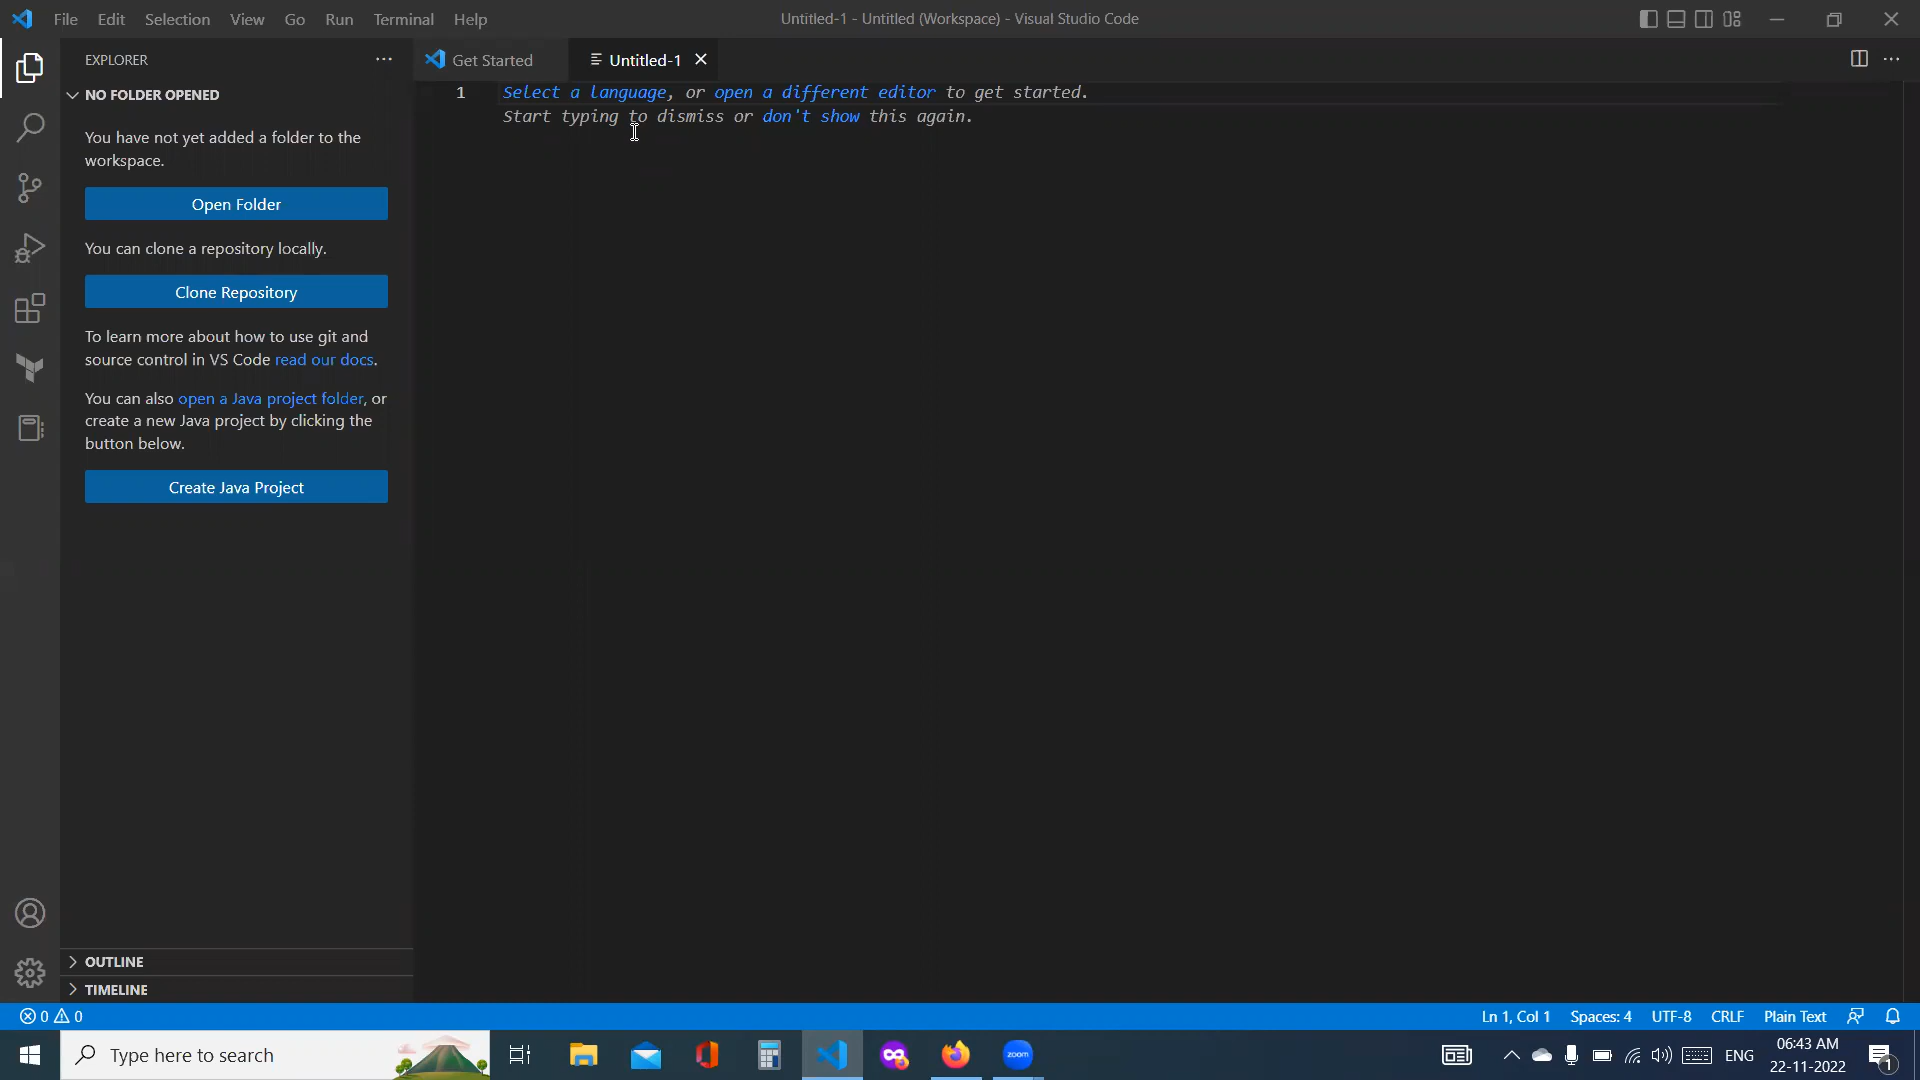 File Edit Selection View Go Run Terminal Help
Untitled-1 - Untitled (Workspace) - Visual Studio Code
EXPLORER
Get Started
Untitled-1
NO FOLDER OPENED
1
Select a language, or open a different editor to get started.
Start typing to dismiss or don't show this again.
You have not yet added a folder to the
workspace.
Open Folder
You can clone a repository locally.
Clone Repository
To learn more about how to use git and
source control in VS Code read our docs.
You can also open a Java project folder, or
create a new Java project by clicking the
button below.
Create Java Project
OUTLINE
TIMELINE
0 0
Ln 1, Col 1 Spaces: 4 UTF-8 CRLF Plain Text
Type here to search
zoom
ENG
06:43 AM
22-11-2022
1